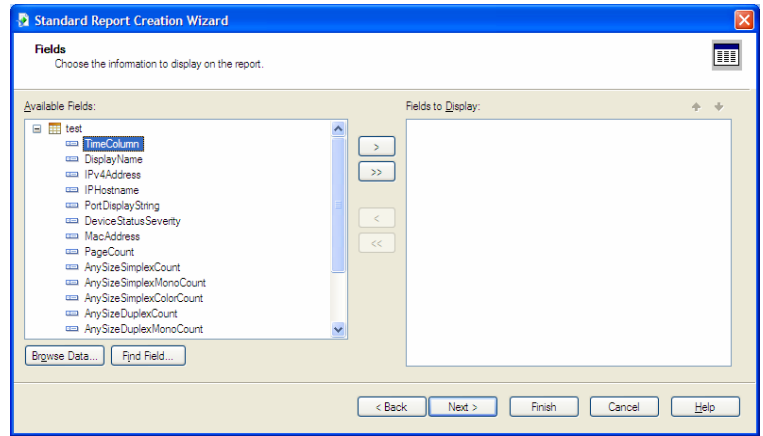 Standard Report Creation Wizard
Fields
Choose the information to display on the report.
Available Fields:
Fields to Display:
test
TimeColumn
DisplayName
IPv4Address
IPHostname
PortDisplayString
DeviceStatusSeverity
MacAddress
PageCount
AnySizeSimplexCount
AnySizeSimplexMonoCount
AnySizeSimplexColorCount
AnySizeDuplexCount
AnySizeDuplexMonoCount
>
>>
<
<<
Browse Data...
Find Field...
< Back
Next >
Finish
Cancel
Help